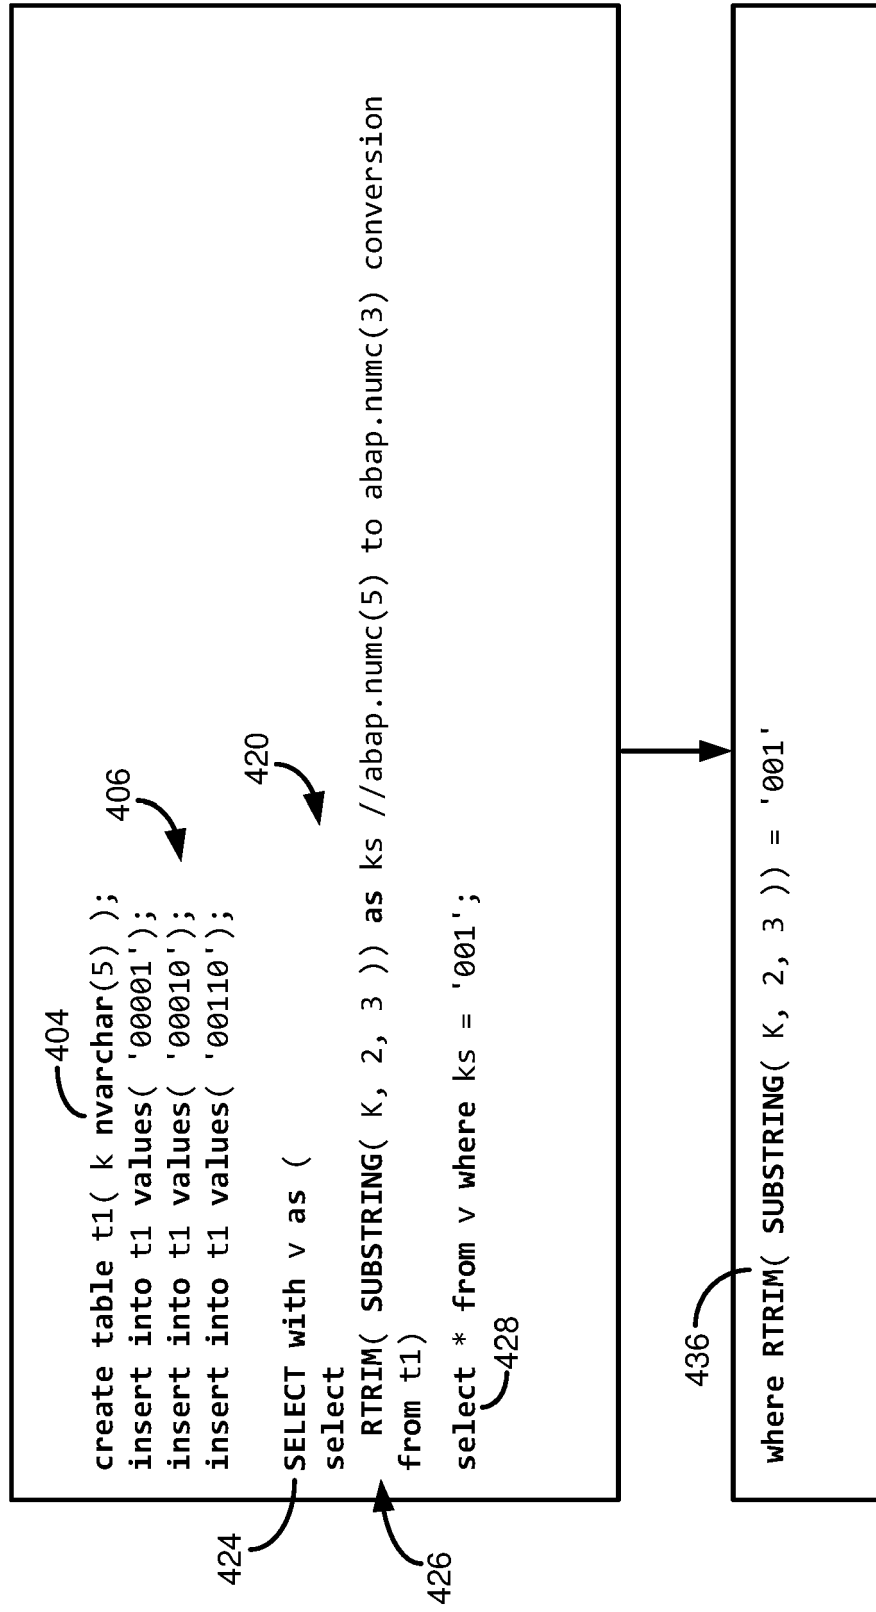 404
create table t1( k nvarchar(5) );
insert into t1 values( '00001');
406
insert into t1 values( '00010');
insert into t1 values( '00110');
420
424
SELECT with v as (
select
RTRIM( SUBSTRING( K, 2, 3 )) as ks //abap.numc(5) to abap.numc(3) conversion
426
from t1)
select * from v where ks = '001';
428
436
where RTRIM( SUBSTRING( K, 2, 3 )) = '001'